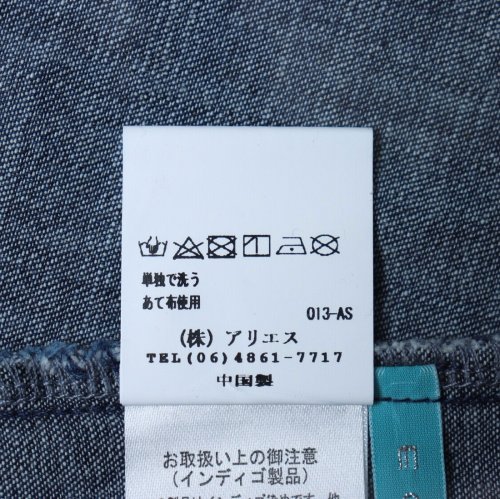 単独で洗う
あて布使用
013-AS
(株) アリエス
TEL(06)4861-7717
中国製
お取扱い上の御注意
(インディゴ製品)